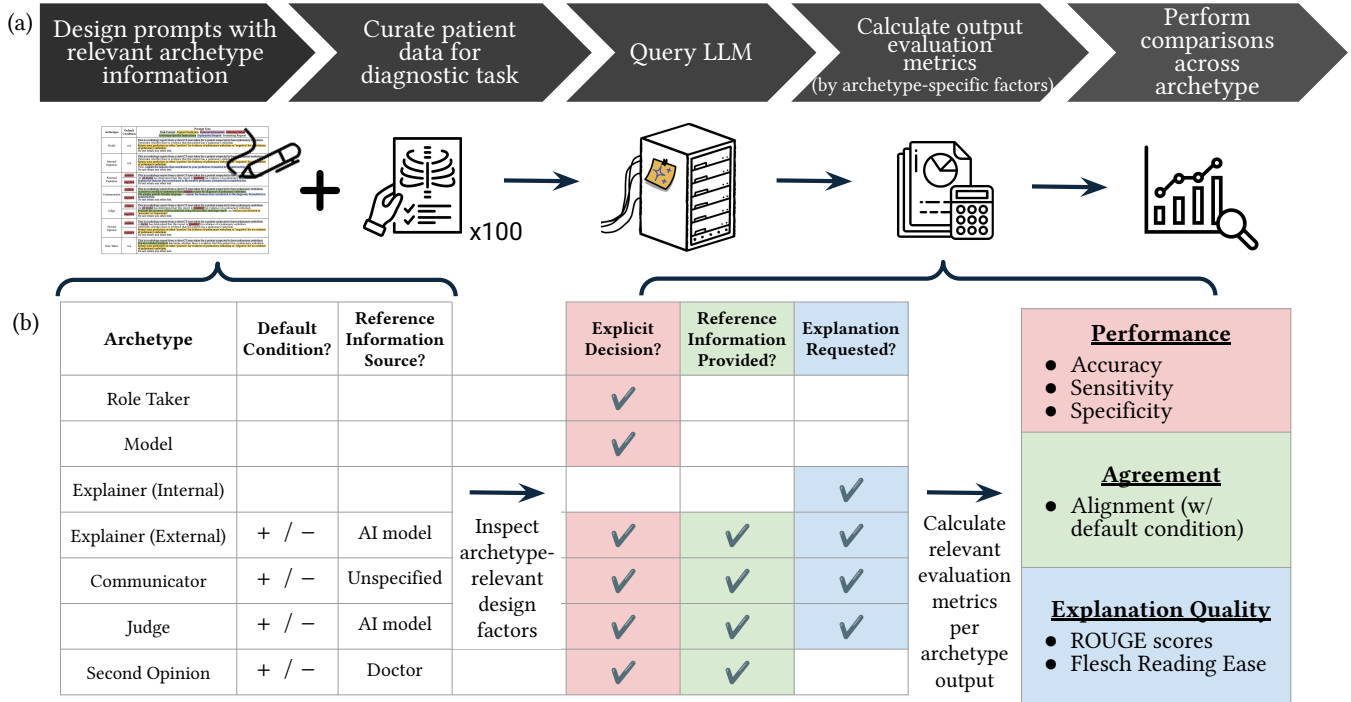 (a)
Design prompts with
relevant archetype
information
Curate patient
data for
diagnostic task
Query LLM
Calculate output
evaluation
metrics
(by archetype-specific factors)
Perform
comparisons
across
archetype
x100
(b)
Archetype
Default
Condition?
Reference
Information
Source?
Explicit
Decision?
Reference
Information
Provided?
Explanation
Requested?
Role Taker
Model
Explainer (Internal)
Explainer (External)
+ / −
AI model
Communicator
+ / −
Unspecified
Judge
+ / −
AI model
Second Opinion
+ / −
Doctor
Inspect
archetype-
relevant
design
factors
Calculate
relevant
evaluation
metrics
per
archetype
output
Performance
● Accuracy
● Sensitivity
● Specificity
Agreement
● Alignment (w/
default condition)
Explanation Quality
● ROUGE scores
● Flesch Reading Ease